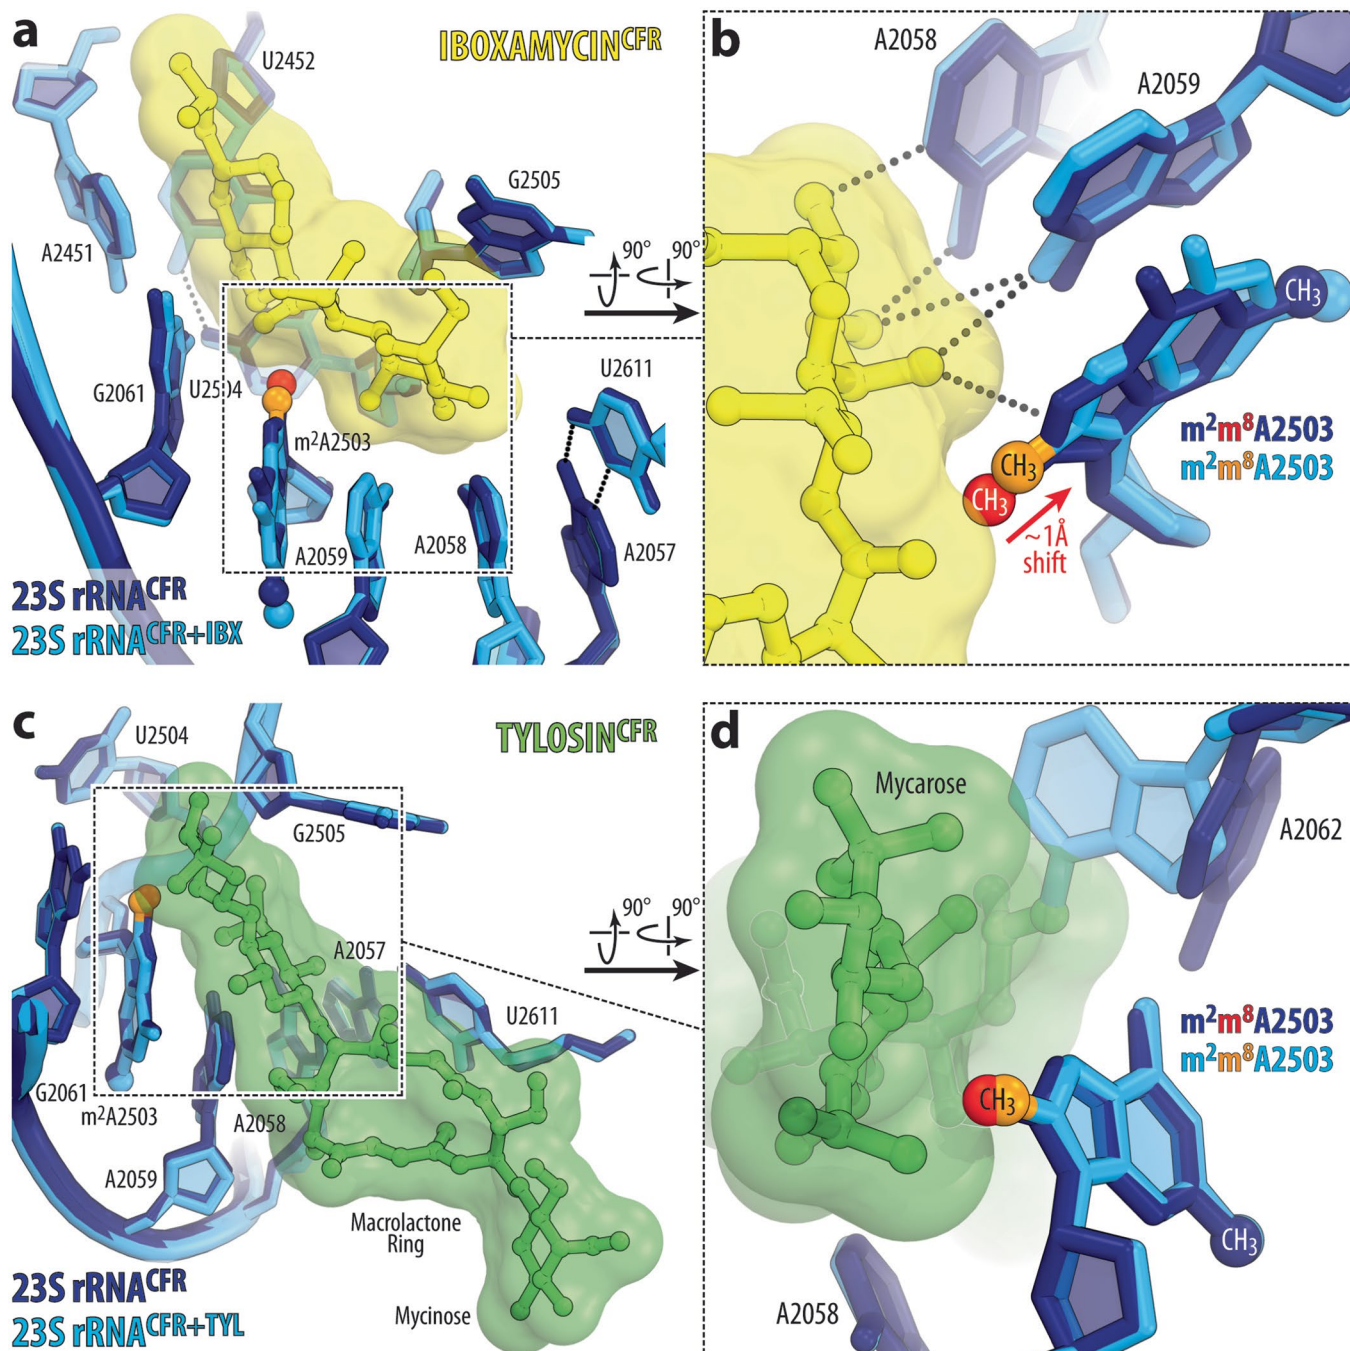 a
IBOXAMYCIN^CFR
U2452
G2505
A2451
90° 90°
G2061
U2504
m²A2503
U2611
A2059
A2058
A2057
23S rRNA^CFR
23S rRNA^CFR+IBX
b
A2058
A2059
CH₃
m²m⁸A2503
m²m⁸A2503
CH₃
CH₃
~1Å
shift
c
TYLOSIN^CFR
U2504
G2505
90° 90°
A2057
U2611
G2061
m²A2503
A2058
A2059
Macrolactone
Ring
Mycinose
23S rRNA^CFR
23S rRNA^CFR+TYL
d
Mycarose
A2062
m²m⁸A2503
m²m⁸A2503
CH₃
CH₃
A2058